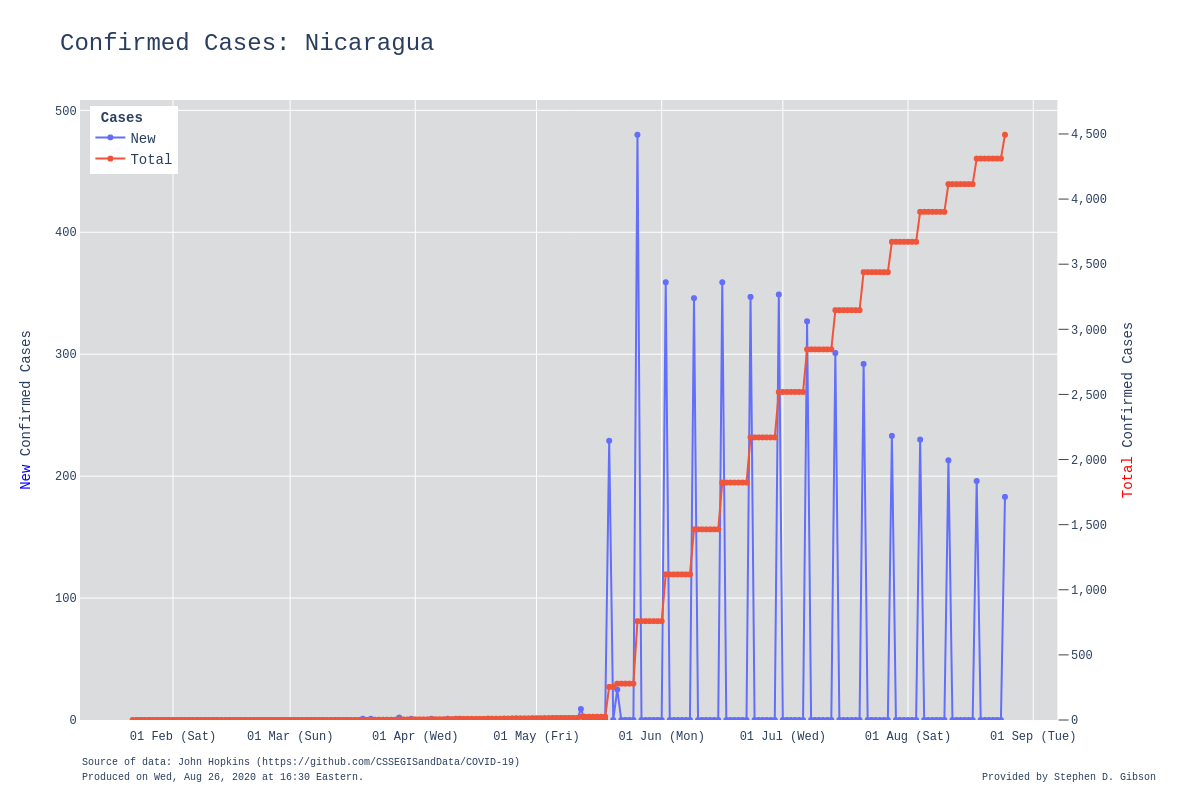 Confirmed Cases: Nicaragua
Cases
New
Total
500
400
300
200
100
0
New Confirmed Cases
4,500
4,000
3,500
3,000
2,500
2,000
1,500
1,000
500
0
Total Confirmed Cases
01 Feb (Sat) 01 Mar (Sun) 01 Apr (Wed) 01 May (Fri) 01 Jun (Mon) 01 Jul (Wed) 01 Aug (Sat) 01 Sep (Tue)
Source of data: John Hopkins (https://github.com/CSSEGISandData/COVID-19)
Produced on Wed, Aug 26, 2020 at 16:30 Eastern.
Provided by Stephen D. Gibson